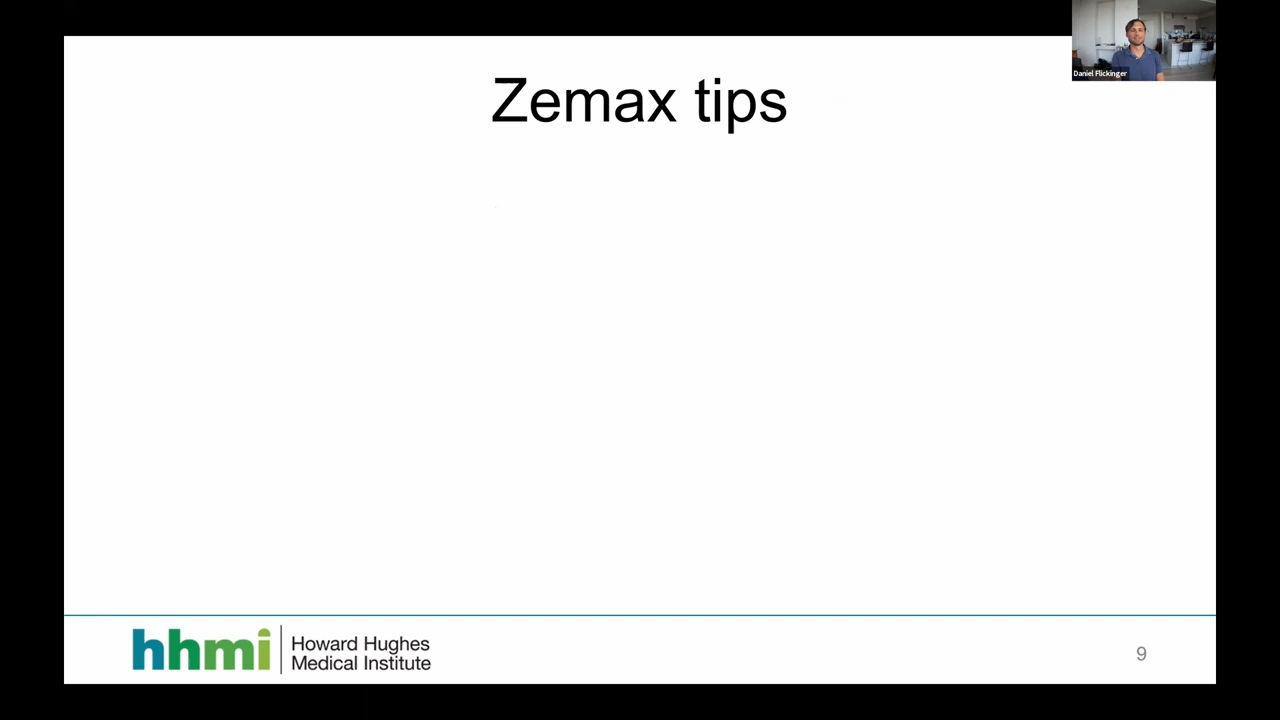 Daniel Flickinger
Zemax tips
hhmi
Howard Hughes
Medical Institute
9